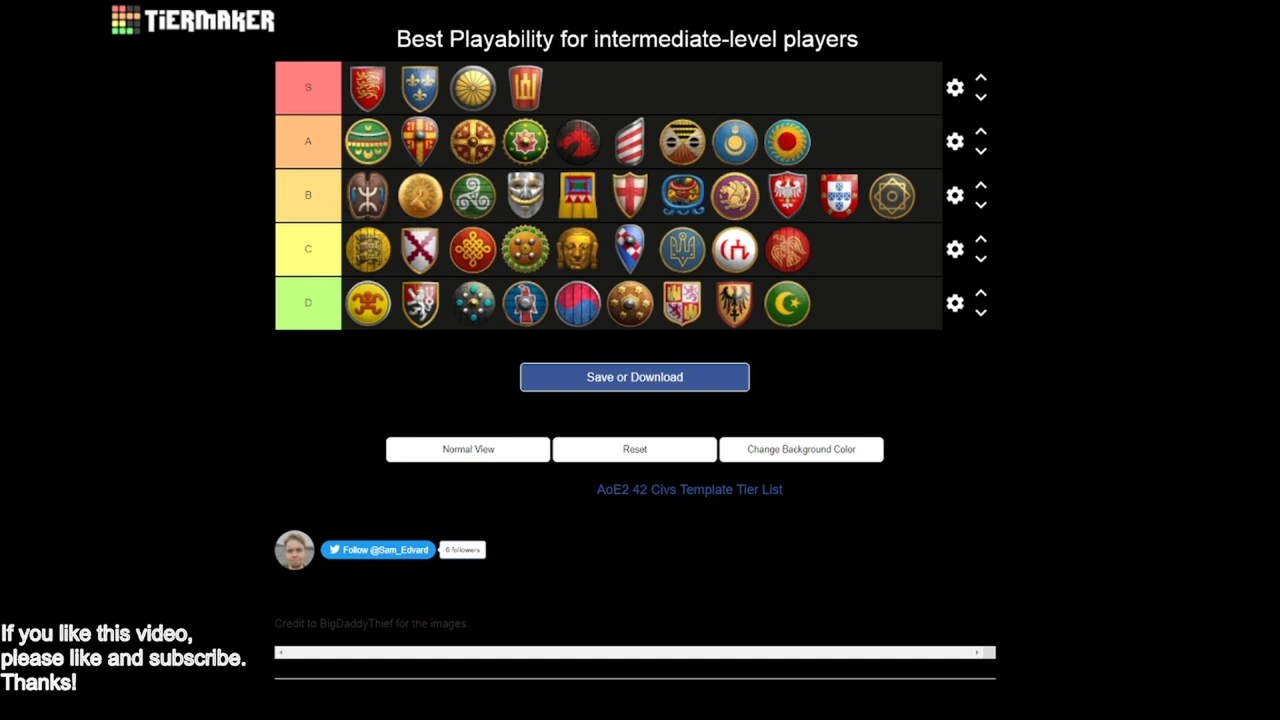 TiERMAKER
Best Playability for intermediate-level players
S
A
B
C
D
Save or Download
Normal View
Reset
Change Background Color
AoE2 42 Civs Template Tier List
Follow @Sam_Edvard
6 followers
Credit to BigDaddyThief for the images.
If you like this video,
please like and subscribe.
Thanks!